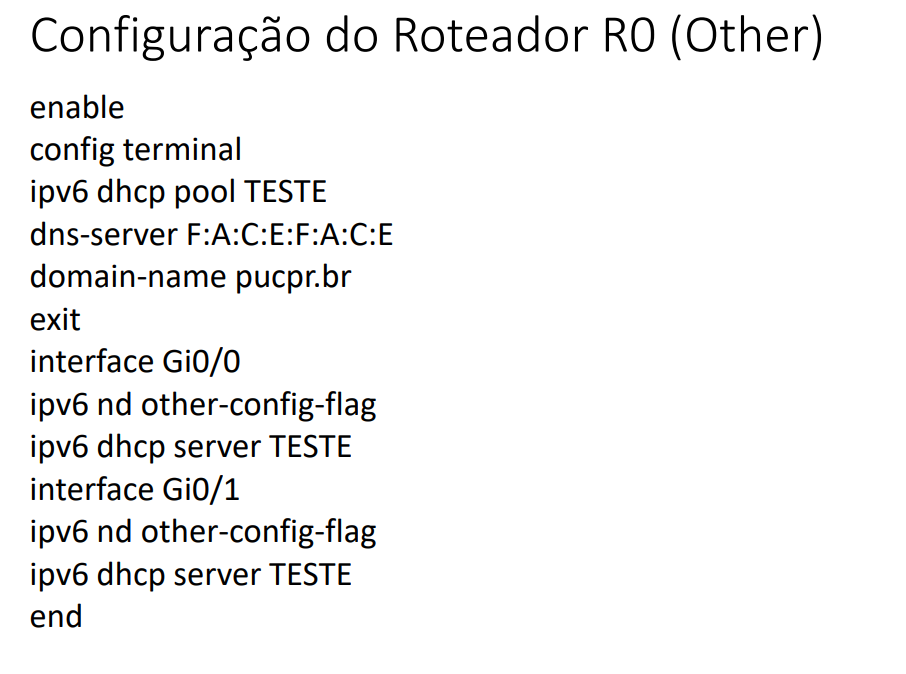 Configuração do Roteador R0 (Other)
enable
config terminal
ipv6 dhcp pool TESTE
dns-server F:A:C:E:F:A:C:E
domain-name pucpr.br
exit
interface Gi0/0
ipv6 nd other-config-flag
ipv6 dhcp server TESTE
interface Gi0/1
ipv6 nd other-config-flag
ipv6 dhcp server TESTE
end